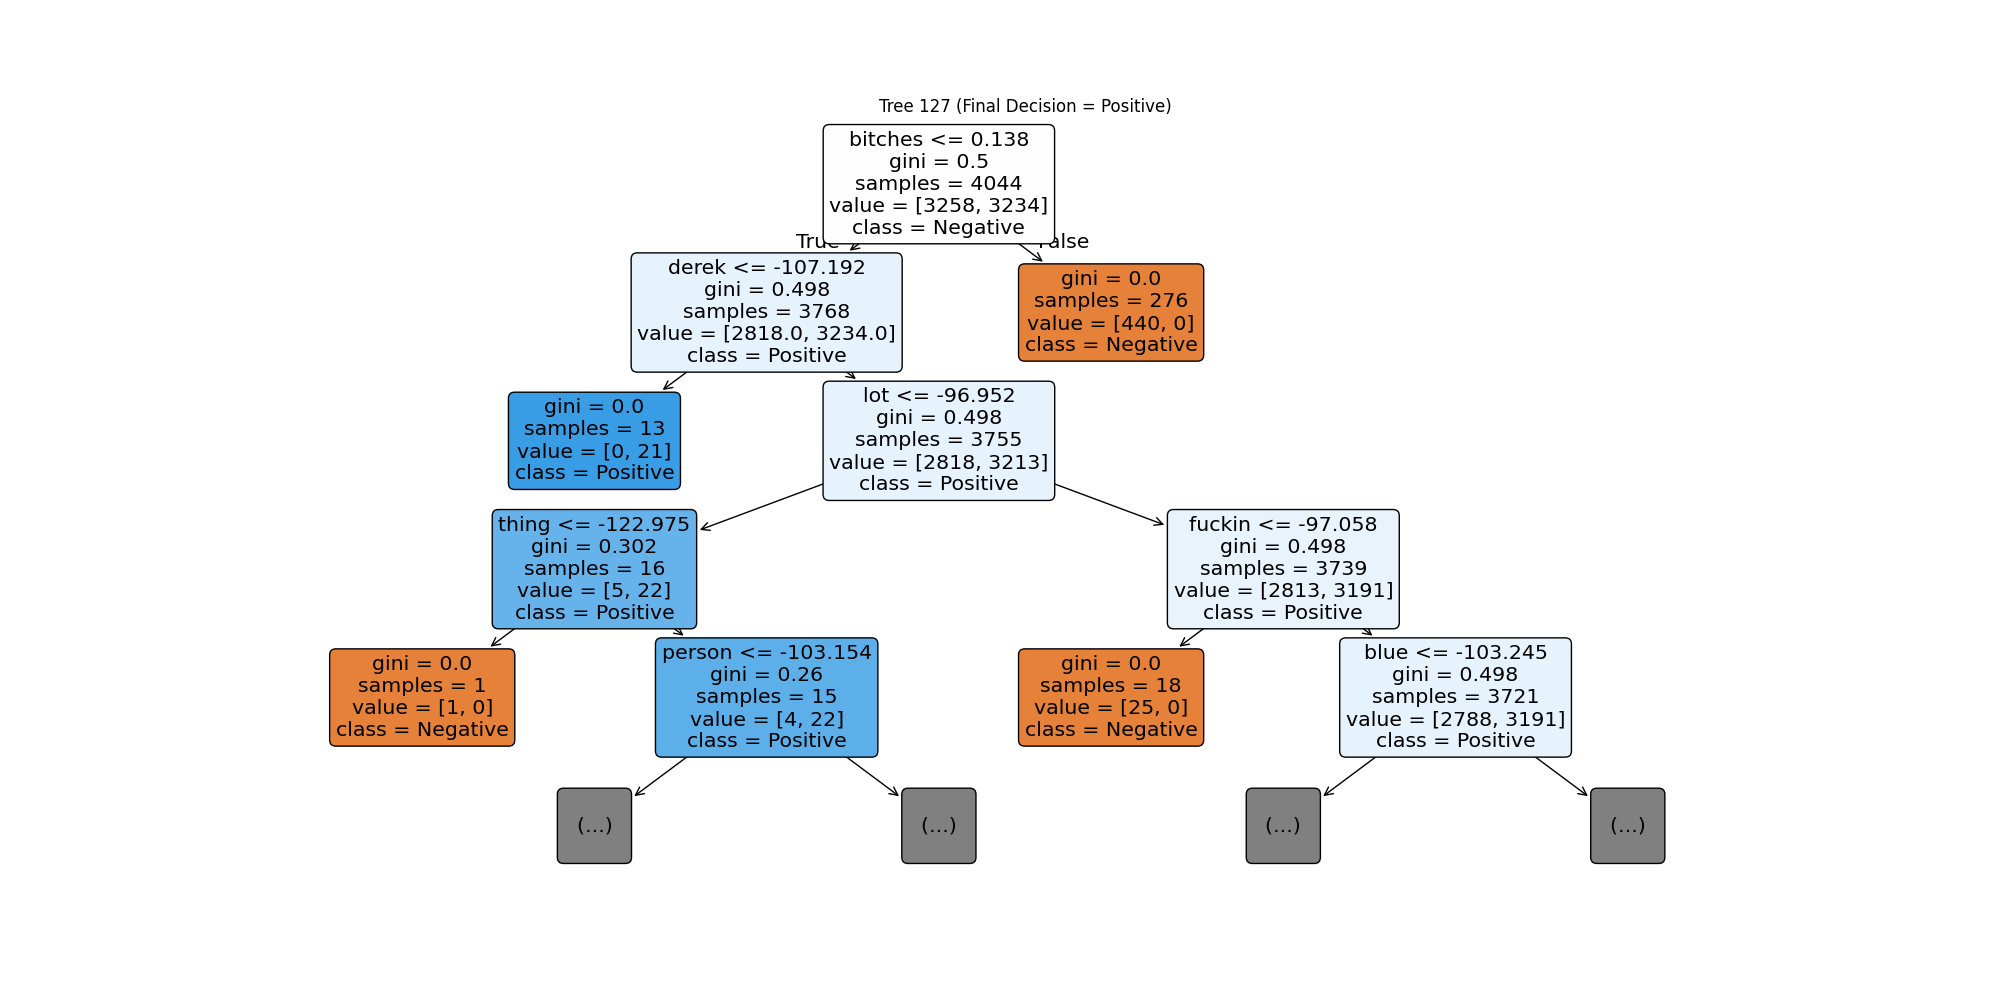 Tree 127 (Final Decision = Positive)
bitches <= 0.138
gini = 0.5
samples = 4044
value = [3258, 3234]
class = Negative
True
False
derek <= -107.192
gini = 0.498
samples = 3768
value = [2818.0, 3234.0]
class = Positive
gini = 0.0
samples = 276
value = [440, 0]
class = Negative
gini = 0.0
samples = 13
value = [0, 21]
class = Positive
lot <= -96.952
gini = 0.498
samples = 3755
value = [2818, 3213]
class = Positive
thing <= -122.975
gini = 0.302
samples = 16
value = [5, 22]
class = Positive
fuckin <= -97.058
gini = 0.498
samples = 3739
value = [2813, 3191]
class = Positive
gini = 0.0
samples = 1
value = [1, 0]
class = Negative
person <= -103.154
gini = 0.26
samples = 15
value = [4, 22]
class = Positive
gini = 0.0
samples = 18
value = [25, 0]
class = Negative
blue <= -103.245
gini = 0.498
samples = 3721
value = [2788, 3191]
class = Positive
(...)
(...)
(...)
(...)